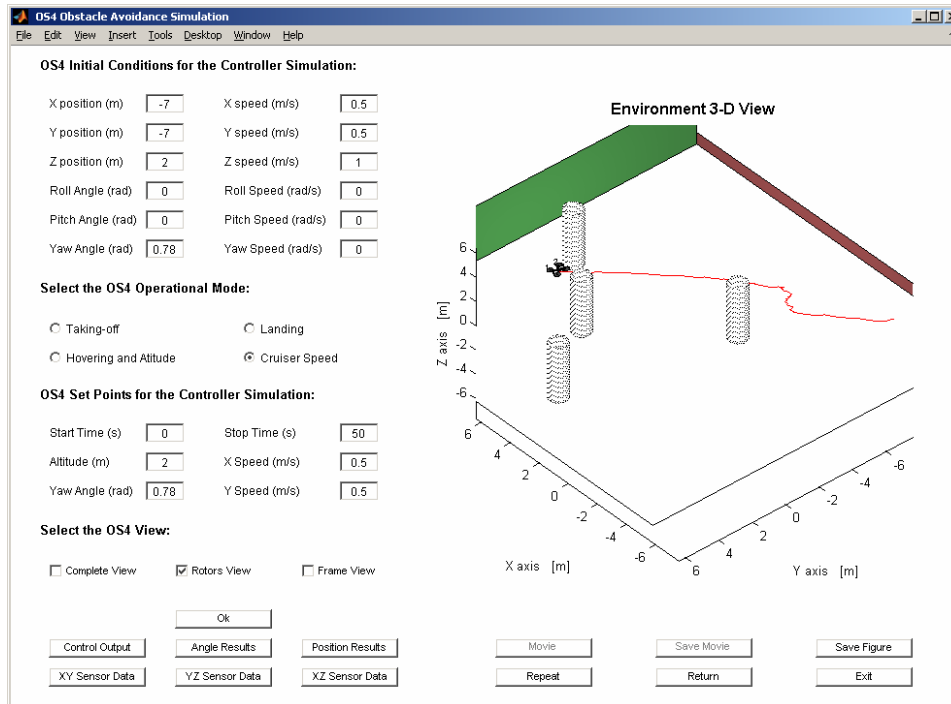 OS4 Obstacle Avoidance Simulation
File Edit View Insert Tools Desktop Window Help
OS4 Initial Conditions for the Controller Simulation:
X position (m) -7 X speed (m/s) 0.5
Y position (m) -7 Y speed (m/s) 0.5
Z position (m) 2 Z speed (m/s) 1
Roll Angle (rad) 0 Roll Speed (rad/s) 0
Pitch Angle (rad) 0 Pitch Speed (rad/s) 0
Yaw Angle (rad) 0.78 Yaw Speed (rad/s) 0
Select the OS4 Operational Mode:
Taking-off Landing
Hovering and Altitude Cruiser Speed
OS4 Set Points for the Controller Simulation:
Start Time (s) 0 Stop Time (s) 50
Altitude (m) 2 X Speed (m/s) 0.5
Yaw Angle (rad) 0.78 Y Speed (m/s) 0.5
Select the OS4 View:
Complete View Rotors View Frame View
Ok
Control Output Angle Results Position Results
XY Sensor Data YZ Sensor Data XZ Sensor Data
Environment 3-D View
6
4
2
0
-2
-4
-6
Z axis [m]
6 4 2 0 -2 -4 -6
X axis [m]
6 4 2 0 -2 -4 -6
Y axis [m]
Movie Save Movie Save Figure
Repeat Return Exit